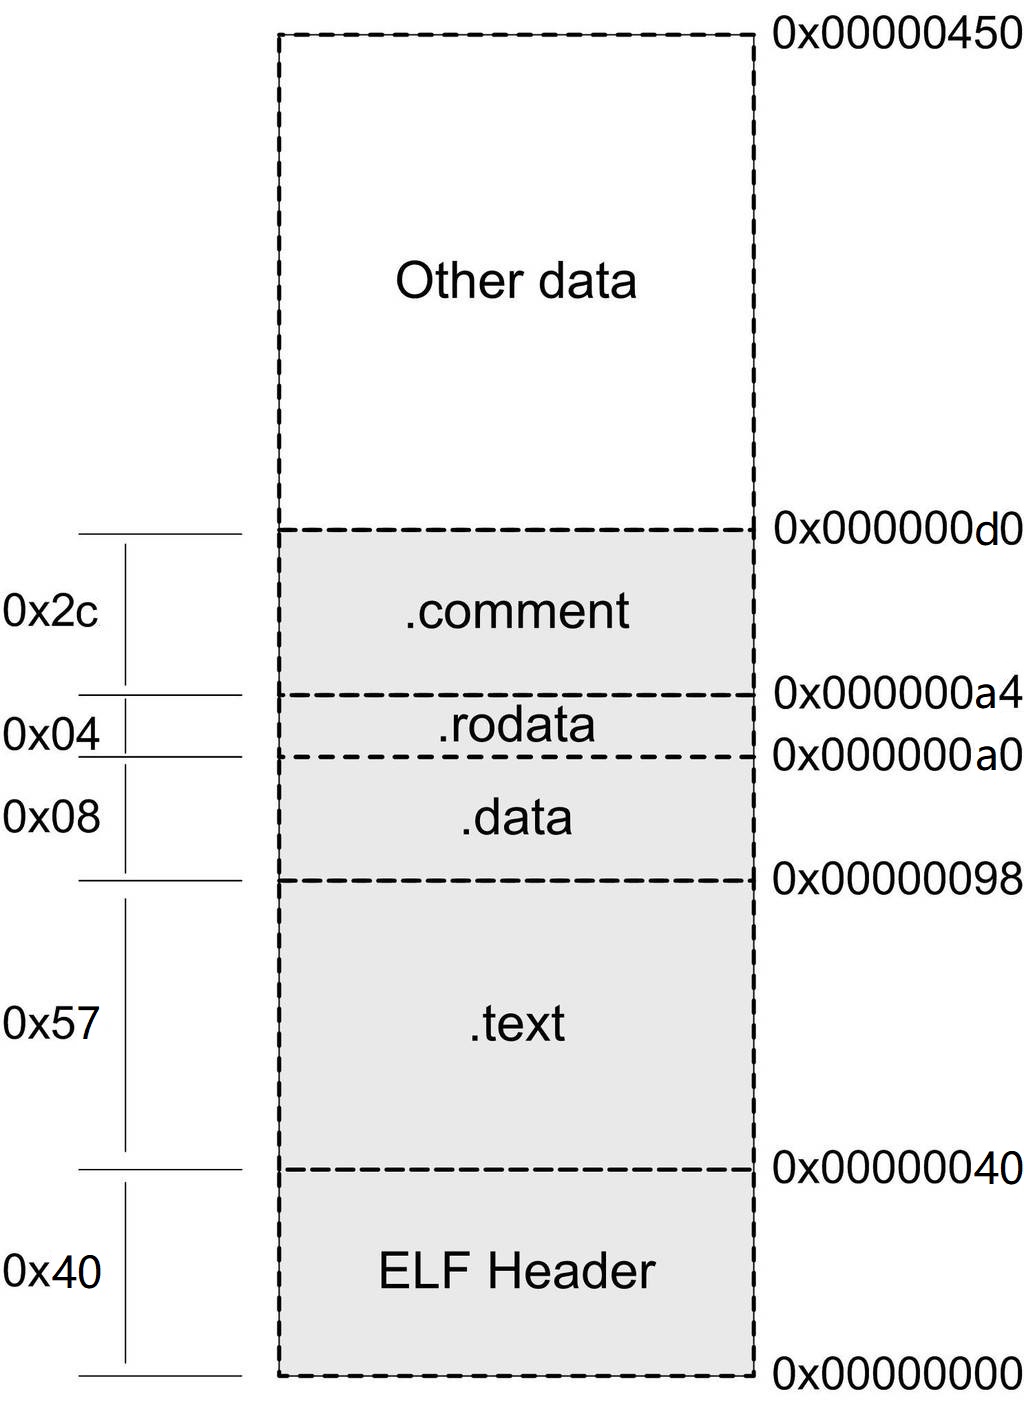 0x00000450
Other data
0x000000d0
0x2c
.comment
0x000000a4
0x04
.rodata
0x000000a0
0x08
.data
0x00000098
0x57
.text
0x00000040
0x40
ELF Header
0x00000000